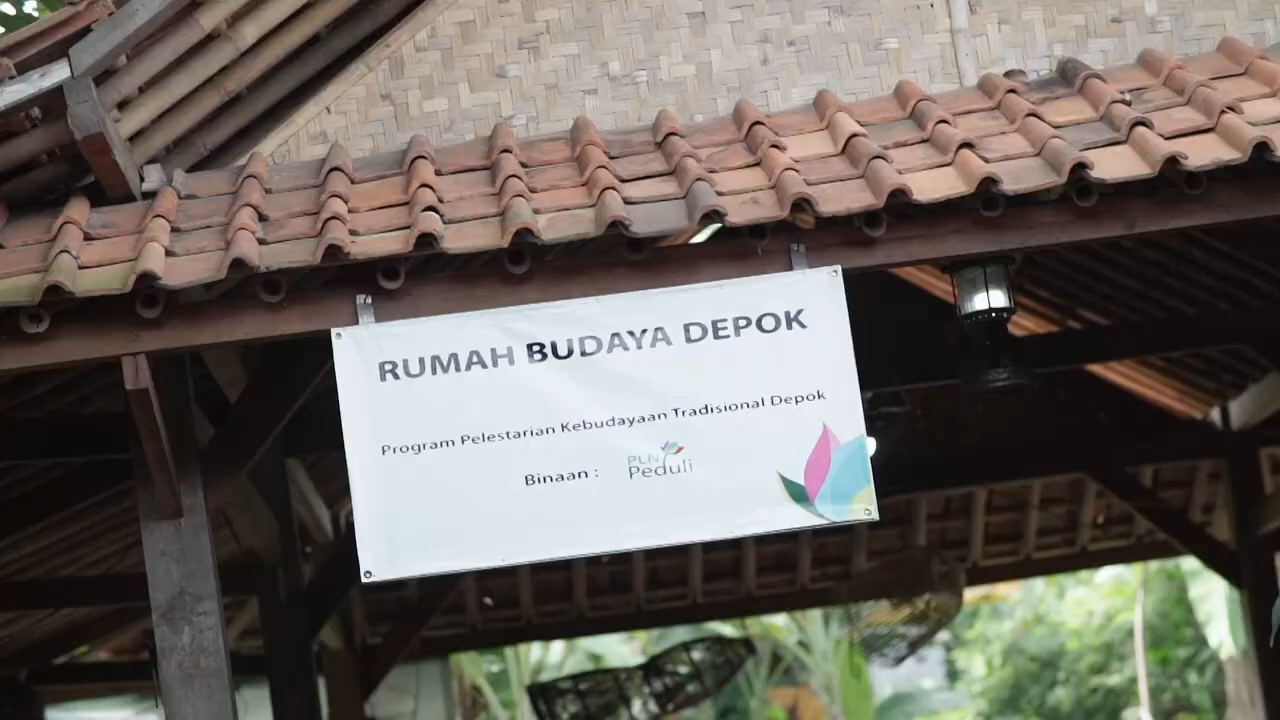 RUMAH BUDAYA DEPOK
Program Pelestarian Kebudayaan Tradisional Depok
Binaan : PLN Peduli